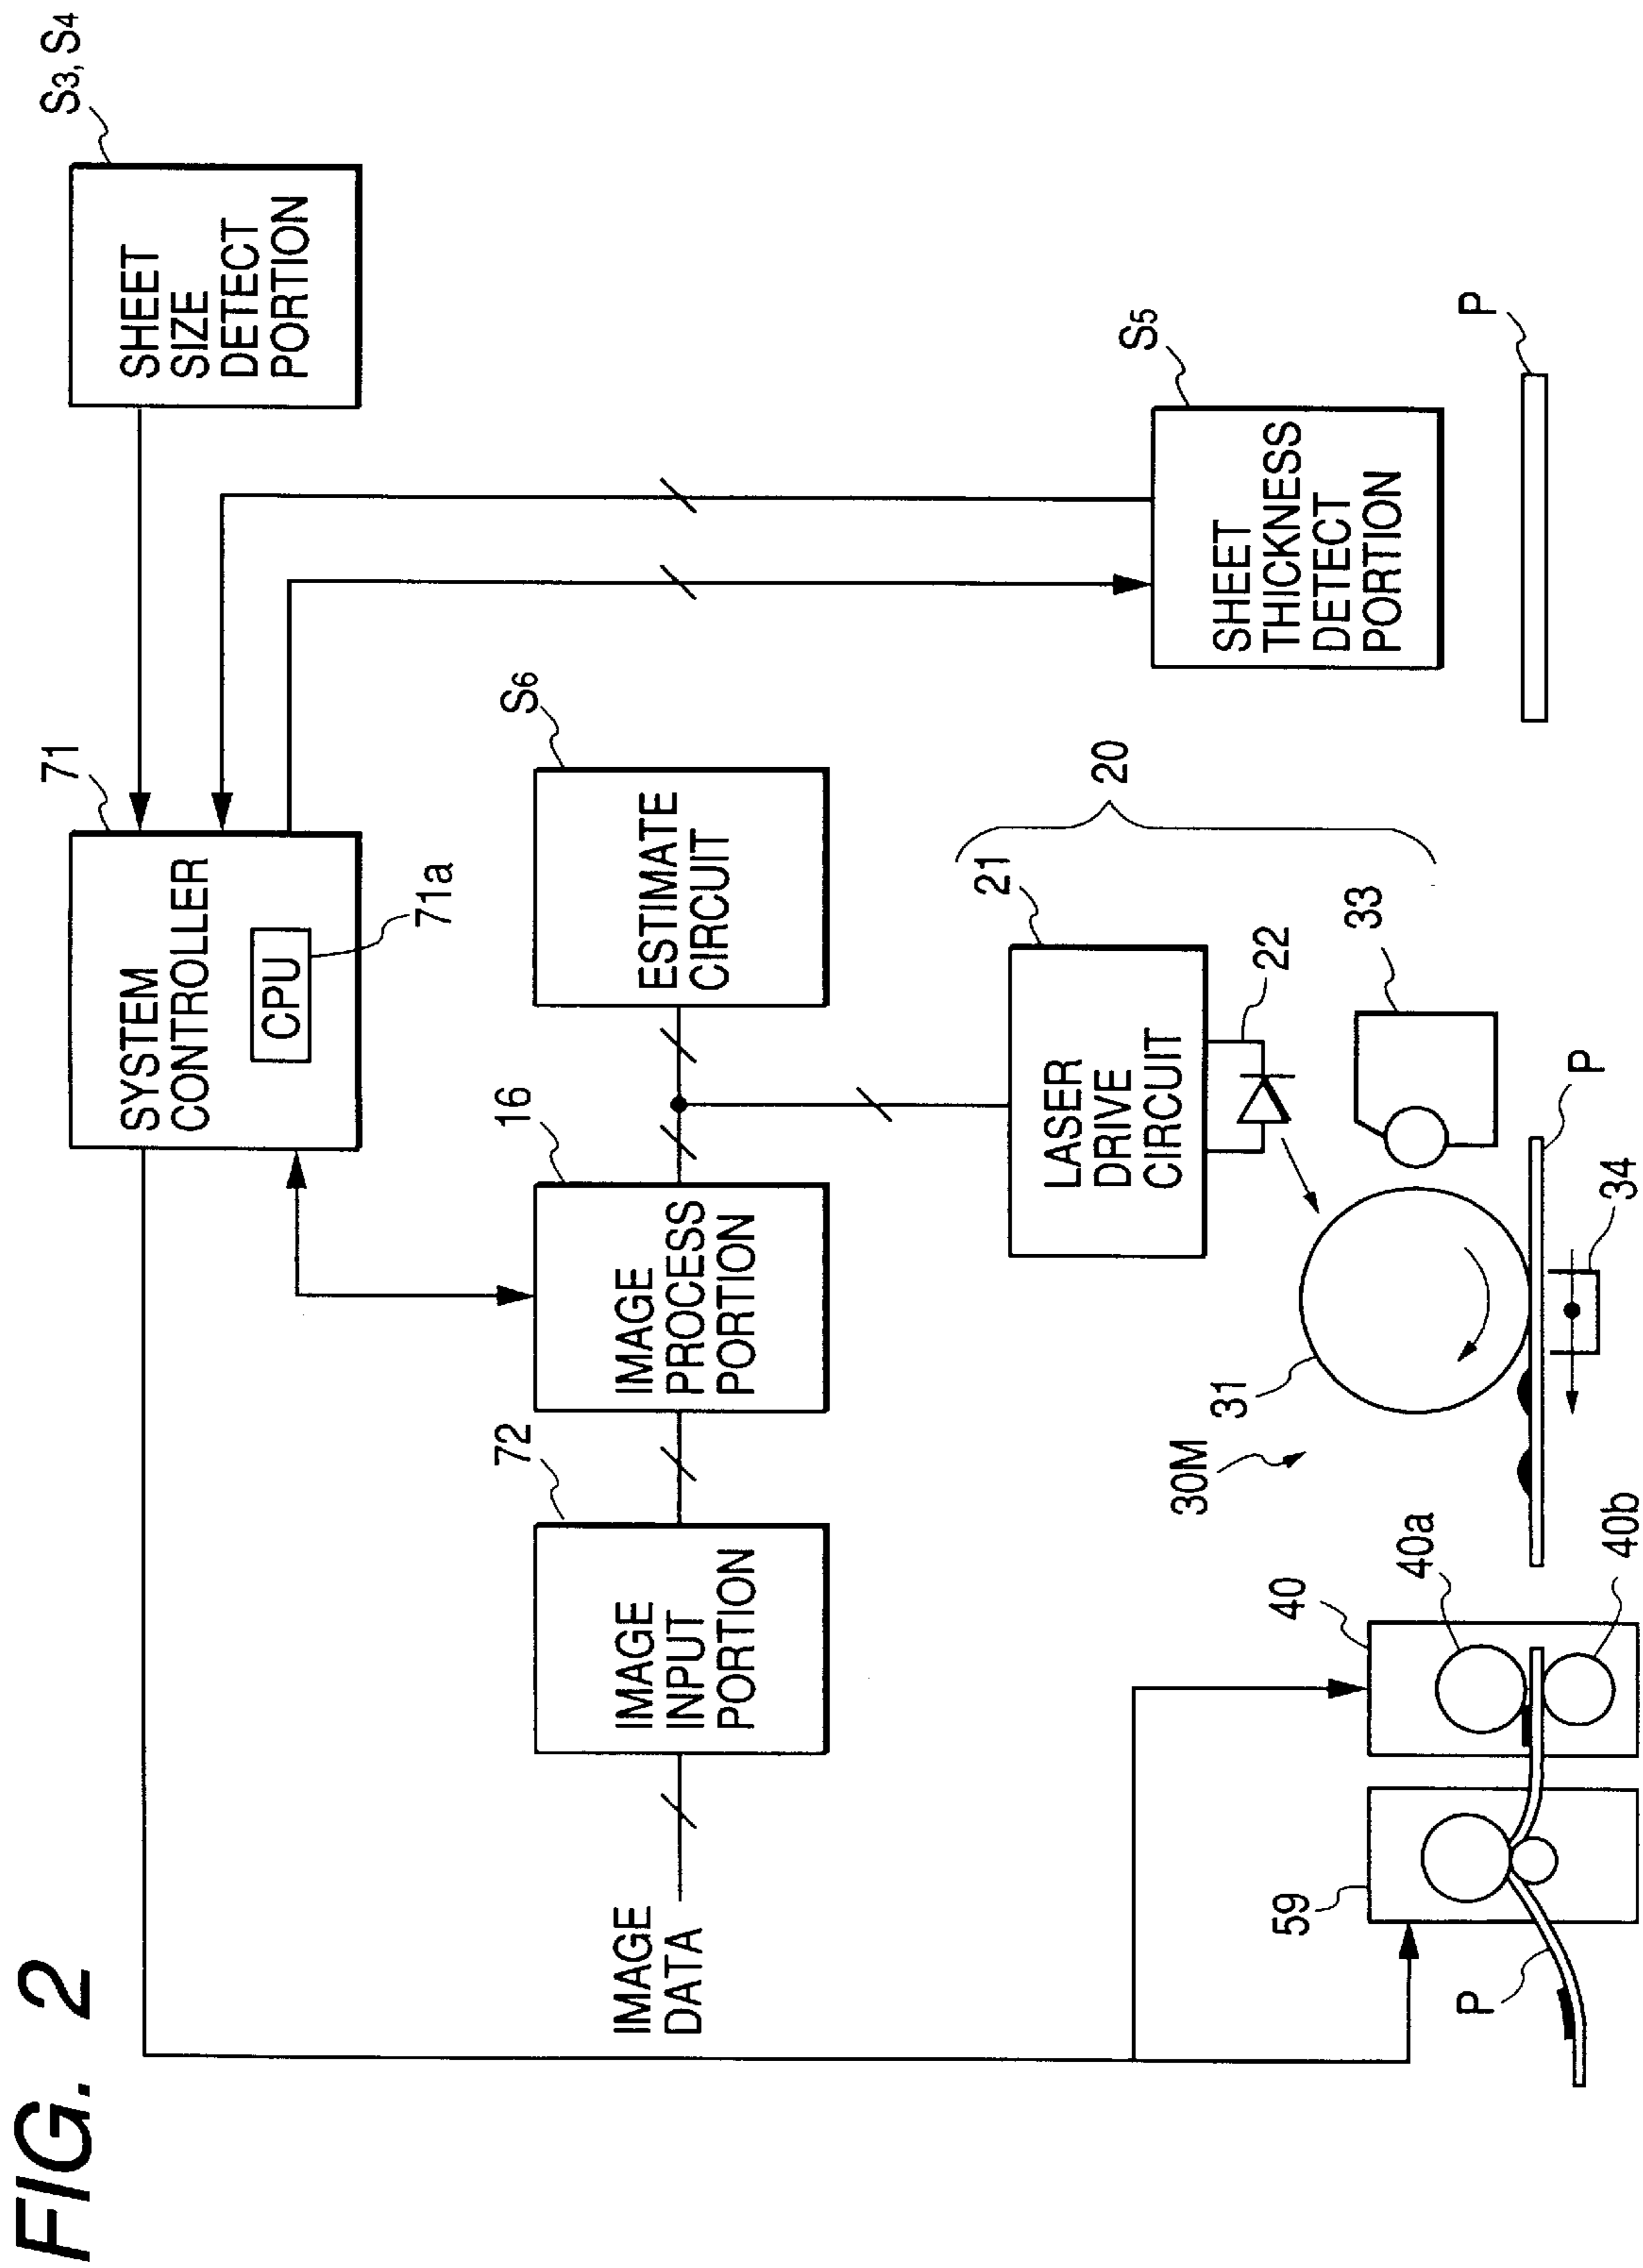 FIG. 2
S3, S4
SHEET
SIZE
DETECT
PORTION
71
SYSTEM
CONTROLLER
CPU
71a
S6
ESTIMATE
CIRCUIT
16
IMAGE
PROCESS
PORTION
72
IMAGE
INPUT
PORTION
IMAGE
DATA
S5
SHEET
THICKNESS
DETECT
PORTION
P
20
21
LASER
DRIVE
CIRCUIT
22
33
P
34
31
30M
40
40a
40b
59
P